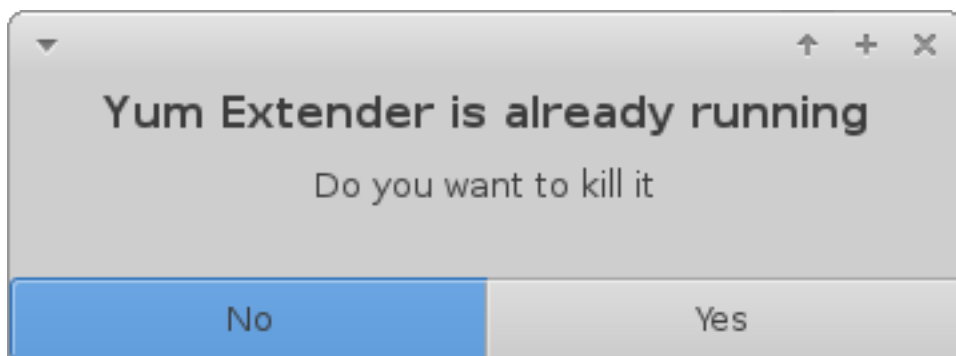 Yum Extender is already running
Do you want to kill it
No
Yes